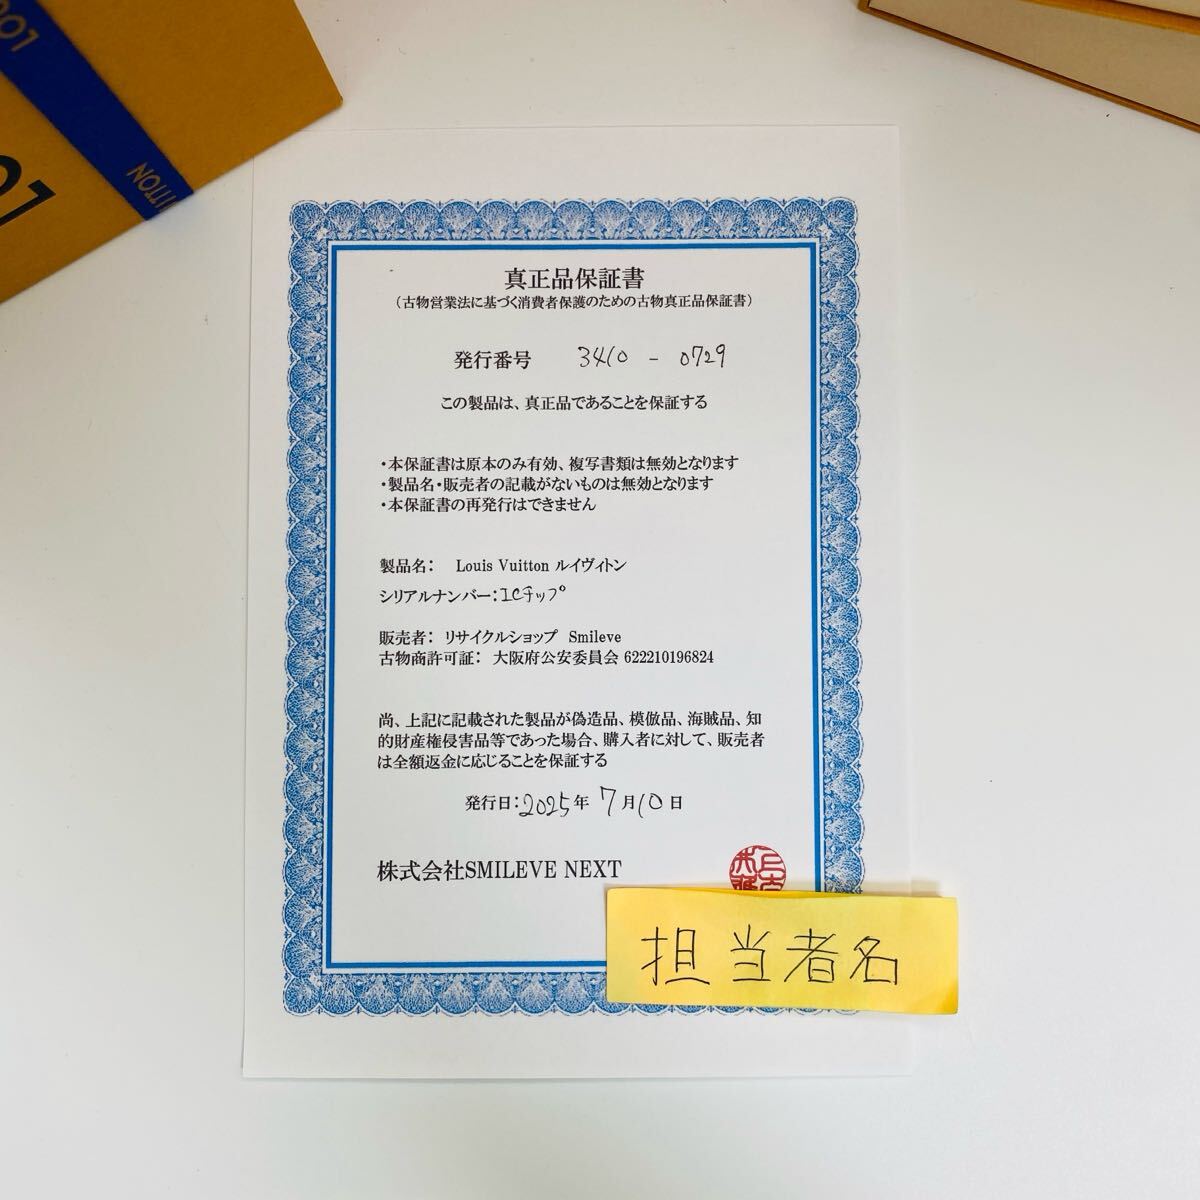 LOU
ITTON
01
真正品保証書
（古物営業法に基づく消費者保護のための古物真正品保証書）
発行番号 3410 - 0729
この製品は、真正品であることを保証する
・本保証書は原本のみ有効、複写書類は無効となります
・製品名・販売者の記載がないものは無効となります
・本保証書の再発行はできません
製品名： Louis Vuitton ルイヴィトン
シリアルナンバー：ICチップ
販売者： リサイクルショップ Smileve
古物商許可証： 大阪府公安委員会 622210196824
尚、上記に記載された製品が偽造品、模倣品、海賊品、知
的財産権侵害品等であった場合、購入者に対して、販売者
は全額返金に応じることを保証する
発行日：2025年 7月10日
株式会社SMILEVE NEXT
担当者名